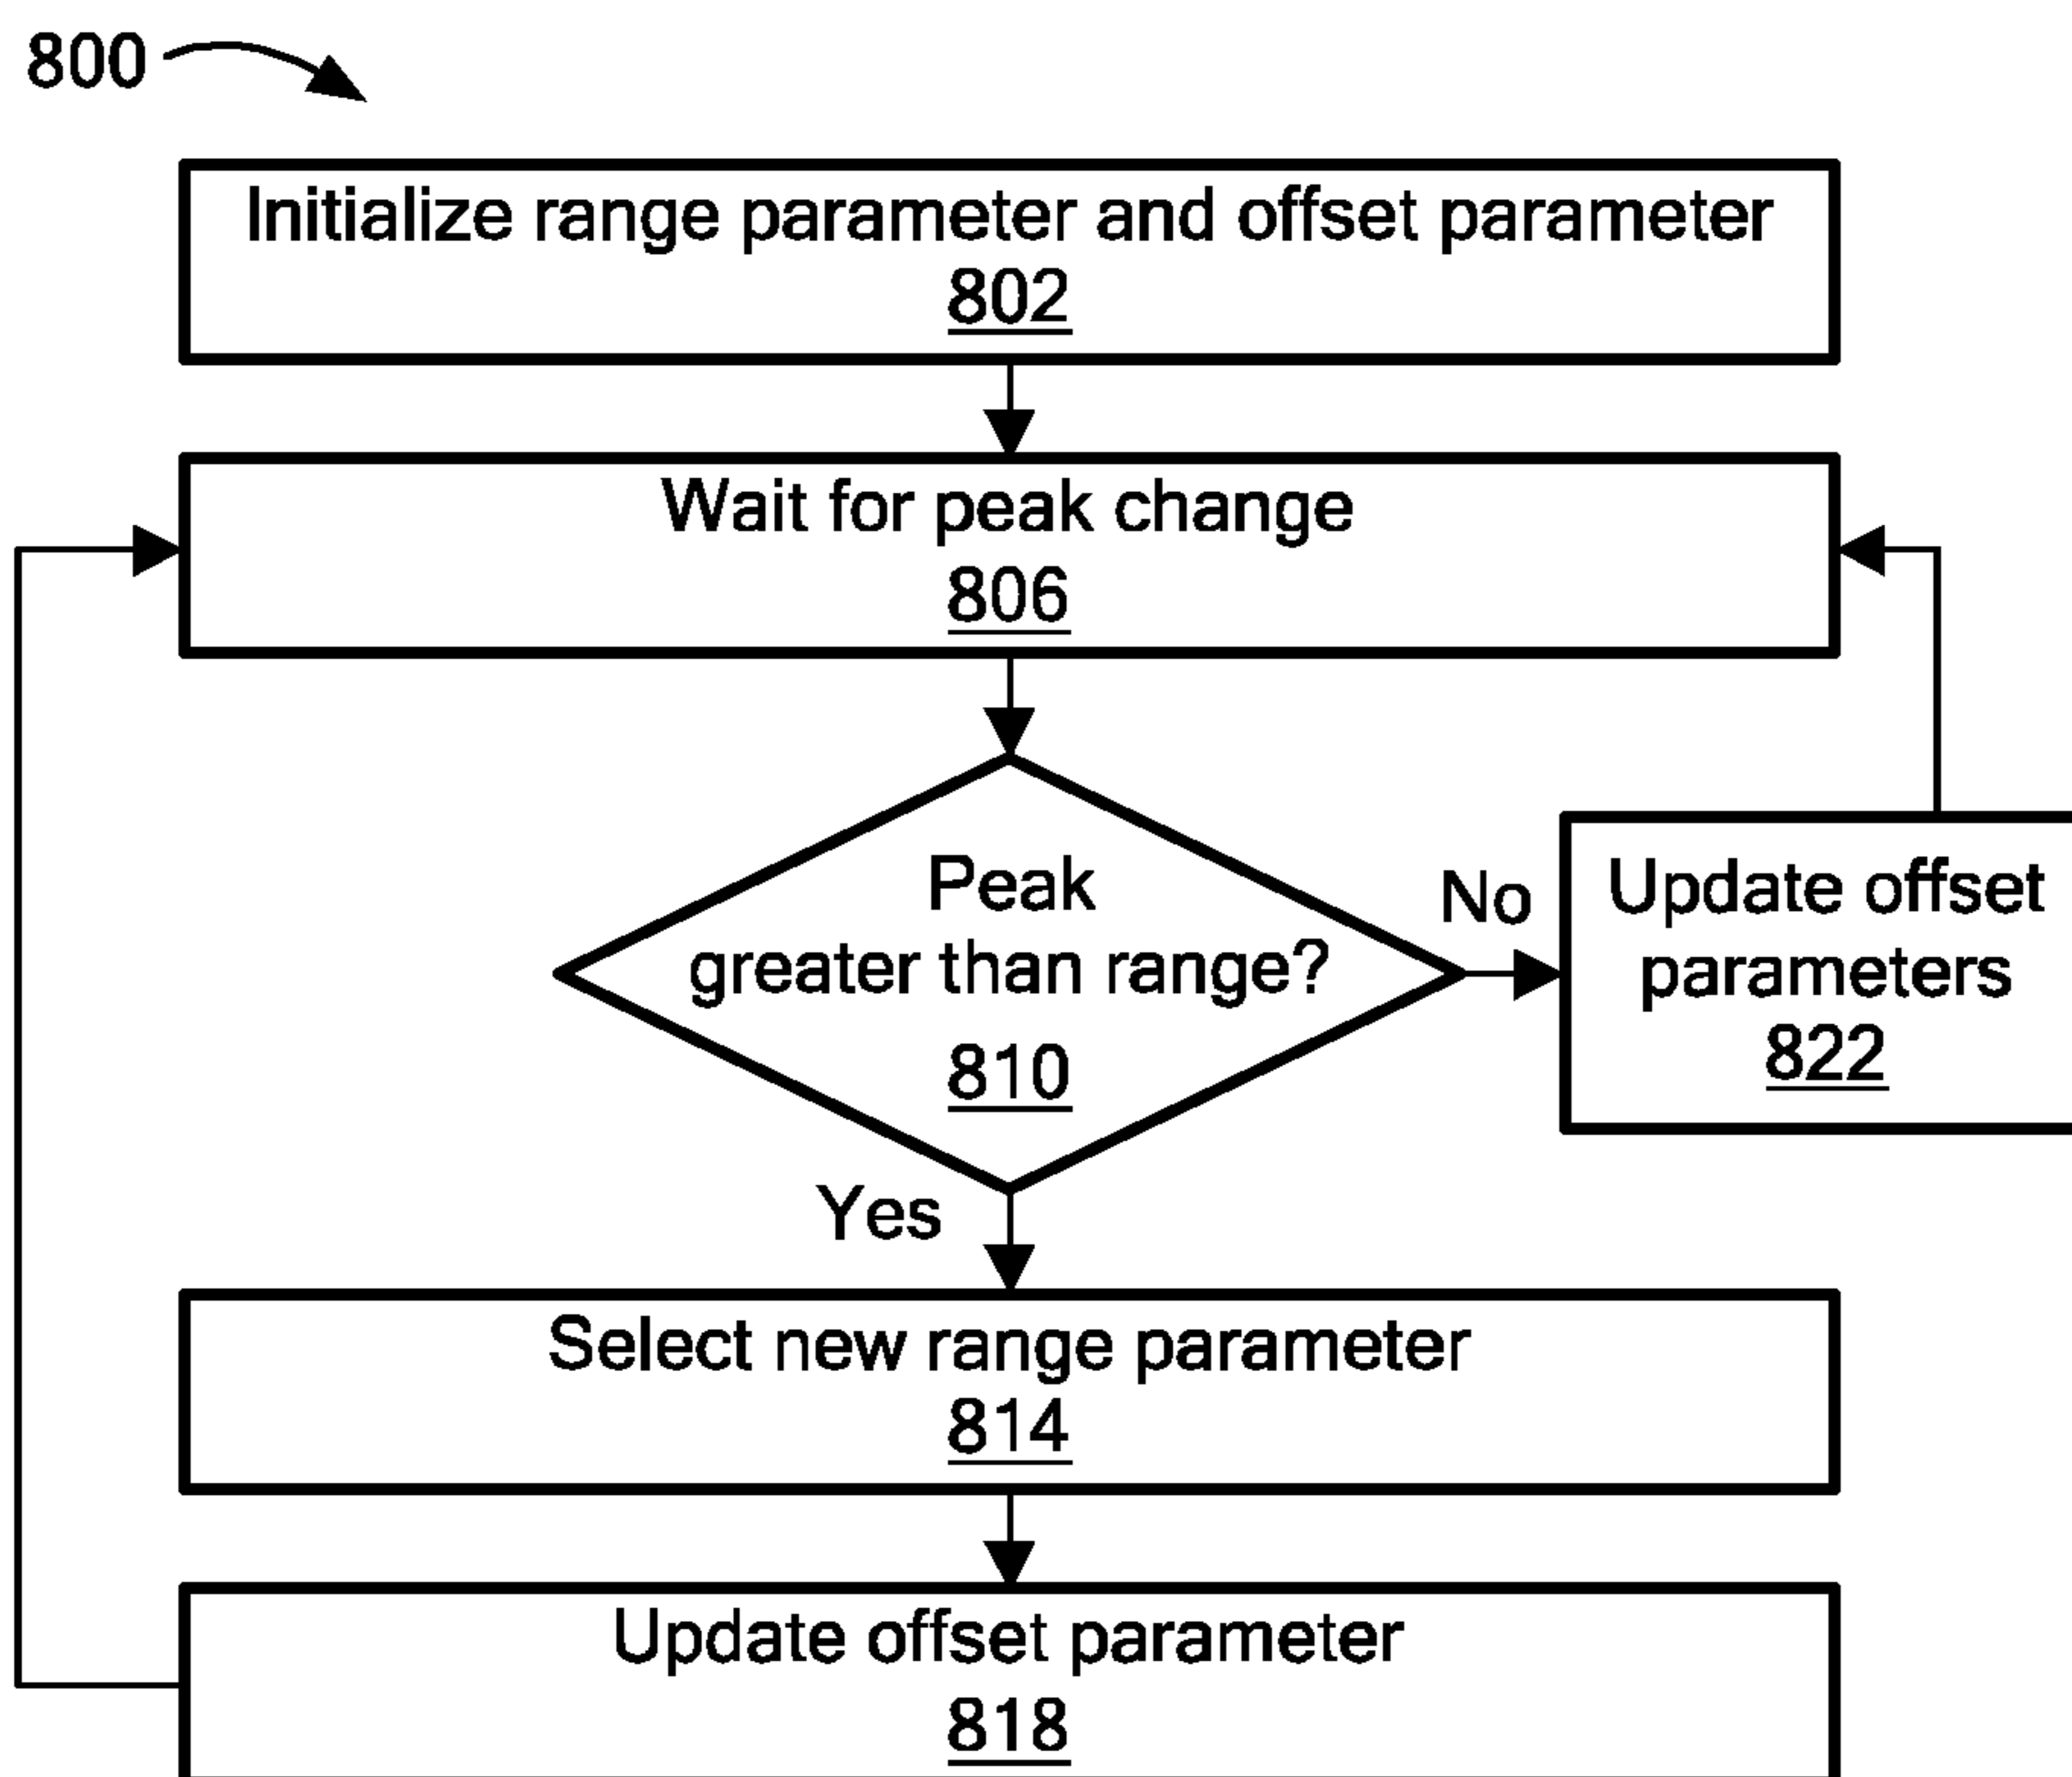 800
Initialize range parameter and offset parameter
802
Wait for peak change
806
Peak
greater than range?
810
No
Update offset
parameters
822
Yes
Select new range parameter
814
Update offset parameter
818